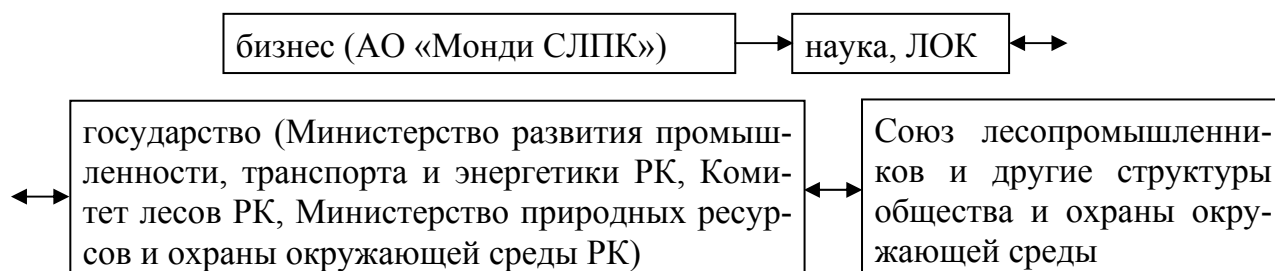 бизнес (АО «Монди СЛПК»)
наука, ЛОК
государство (Министерство развития промыш-
ленности, транспорта и энергетики РК, Коми-
тет лесов РК, Министерство природных ресур-
сов и охраны окружающей среды РК)
Союз лесопромышленни-
ков и другие структуры
общества и охраны окру-
жающей среды